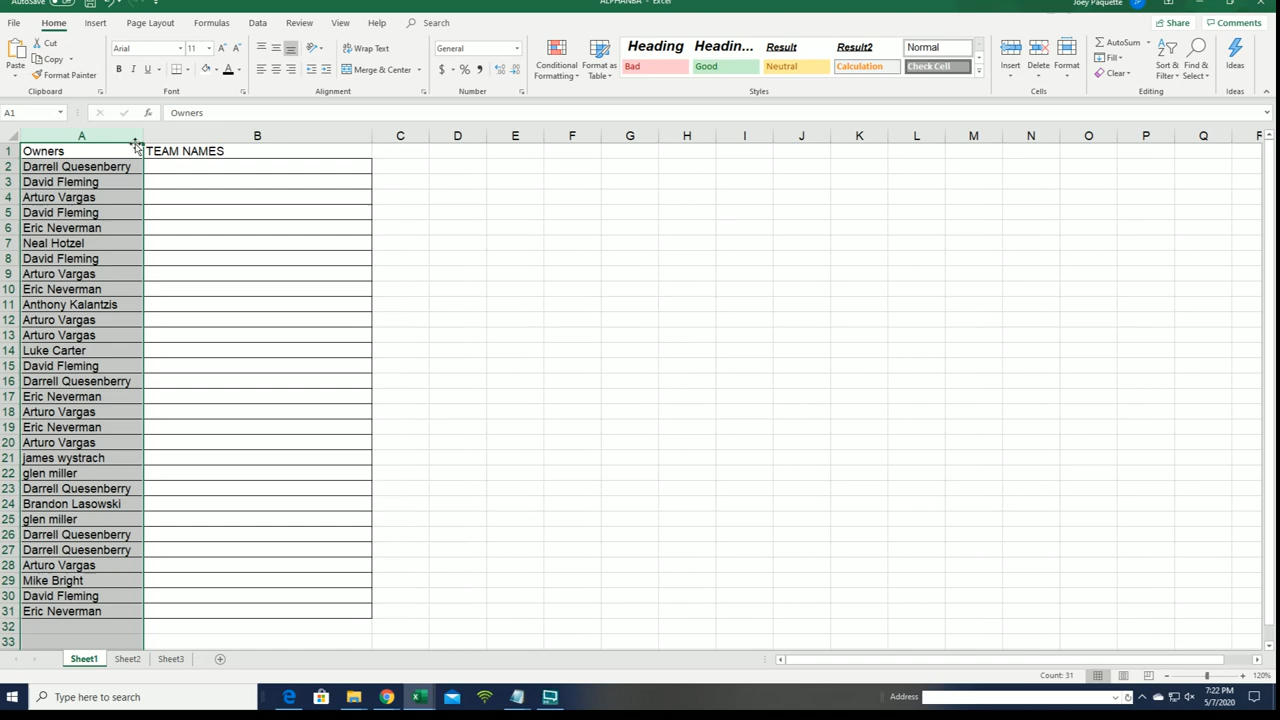 AutoSave Off ALPHANBA - Excel Joey Paquette JP
File Home Insert Page Layout Formulas Data Review View Help Search Share Comments
Paste Cut Copy Format Painter Clipboard
Arial 11 A A B I U A Font
Wrap Text Merge & Center Alignment
General $ % , Number
Conditional Formatting Format as Table
Heading Headin... Result Result2 Normal
Bad Good Neutral Calculation Check Cell
Styles
Insert Delete Format Cells
AutoSum Fill Clear Sort & Filter Find & Select Editing
Ideas Ideas
A1 fx Owners
A B C D E F G H I J K L M N O P Q
1 Owners TEAM NAMES
2 Darrell Quesenberry
3 David Fleming
4 Arturo Vargas
5 David Fleming
6 Eric Neverman
7 Neal Hotzel
8 David Fleming
9 Arturo Vargas
10 Eric Neverman
11 Anthony Kalantzis
12 Arturo Vargas
13 Arturo Vargas
14 Luke Carter
15 David Fleming
16 Darrell Quesenberry
17 Eric Neverman
18 Arturo Vargas
19 Eric Neverman
20 Arturo Vargas
21 james wystrach
22 glen miller
23 Darrell Quesenberry
24 Brandon Lasowski
25 glen miller
26 Darrell Quesenberry
27 Darrell Quesenberry
28 Arturo Vargas
29 Mike Bright
30 David Fleming
31 Eric Neverman
32
33
Sheet1 Sheet2 Sheet3
Count: 31 120%
Type here to search Address 7:22 PM
5/7/2020